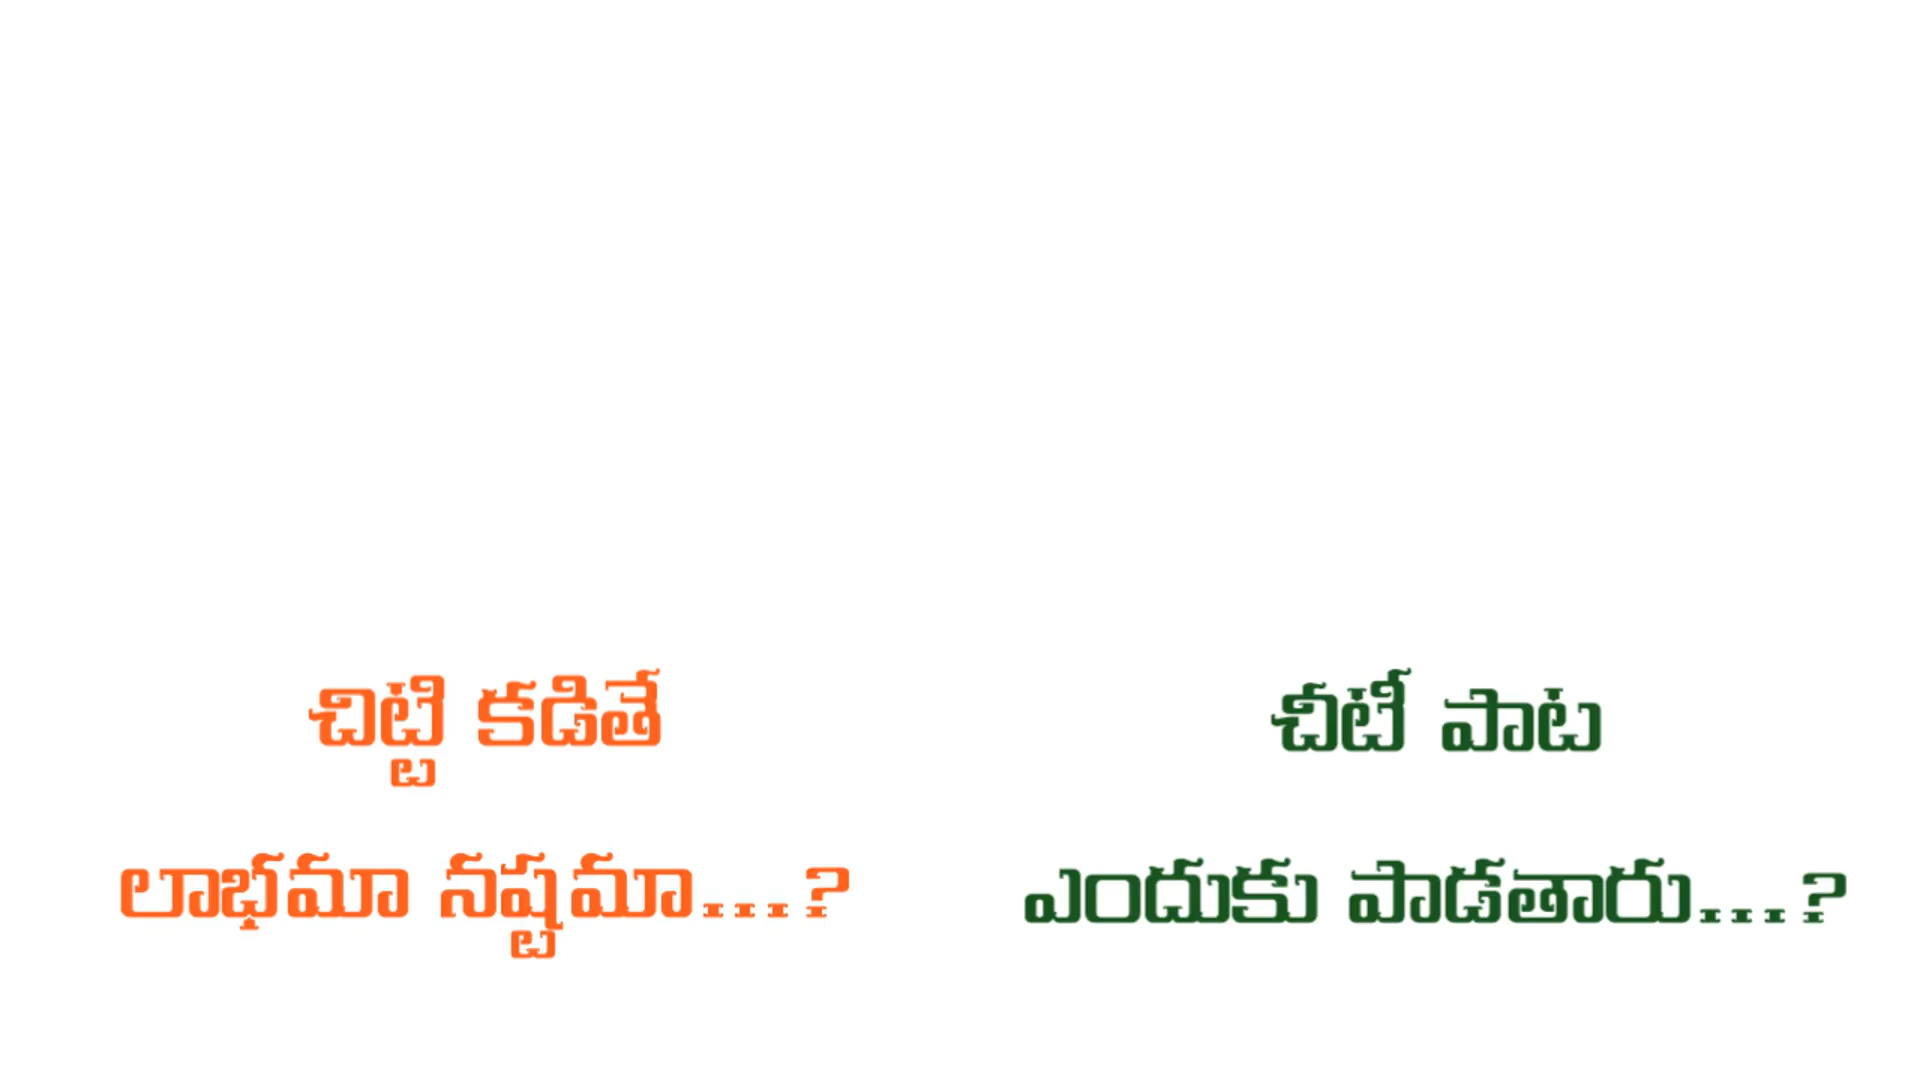 చిట్టి కడితే
లాభమా నష్టమా...?
చీటీ పాట
ఎందుకు పాడతారు...?